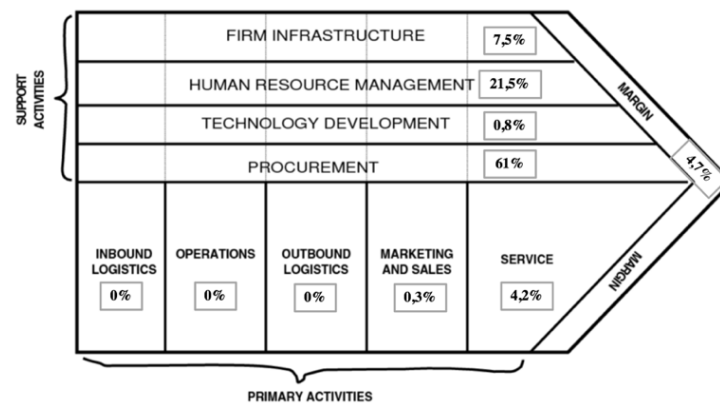 SUPPORT
ACTIVITIES
FIRM INFRASTRUCTURE 7,5%
HUMAN RESOURCE MANAGEMENT 21,5%
TECHNOLOGY DEVELOPMENT 0,8%
PROCUREMENT 61%
MARGIN
4,7%
MARGIN
INBOUND
LOGISTICS
0%
OPERATIONS
0%
OUTBOUND
LOGISTICS
0%
MARKETING
AND SALES
0,3%
SERVICE
4,2%
PRIMARY ACTIVITIES